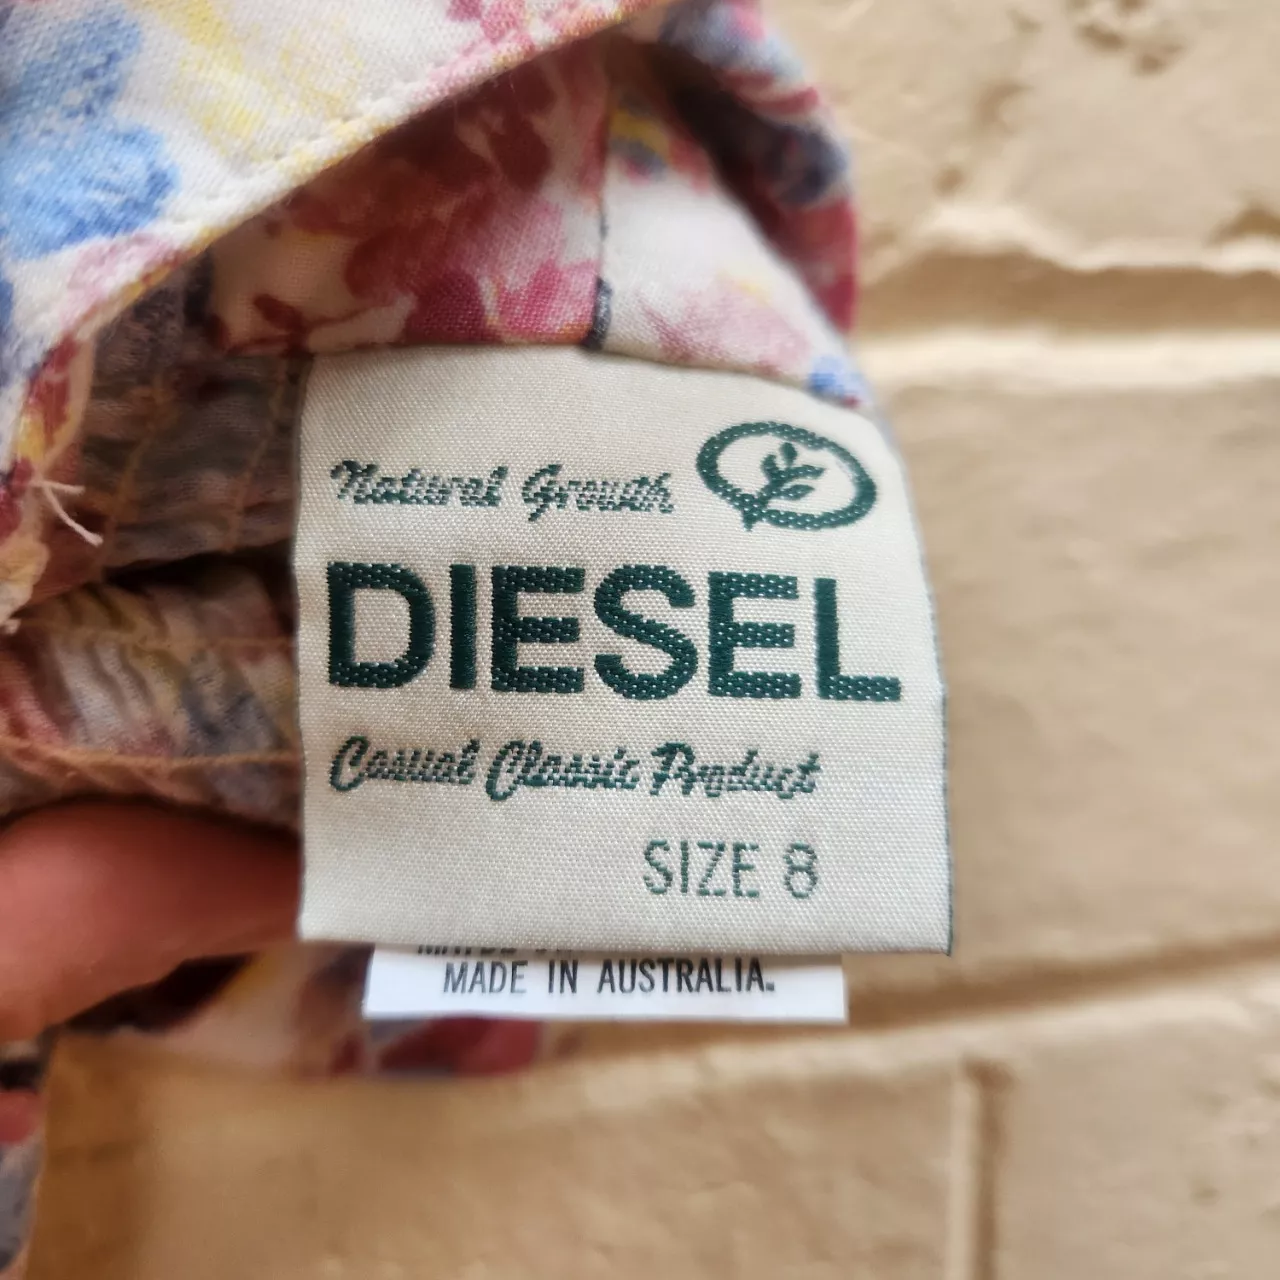 Natural Growth
DIESEL
Casual Classic Product
SIZE 8
MADE IN AUSTRALIA.